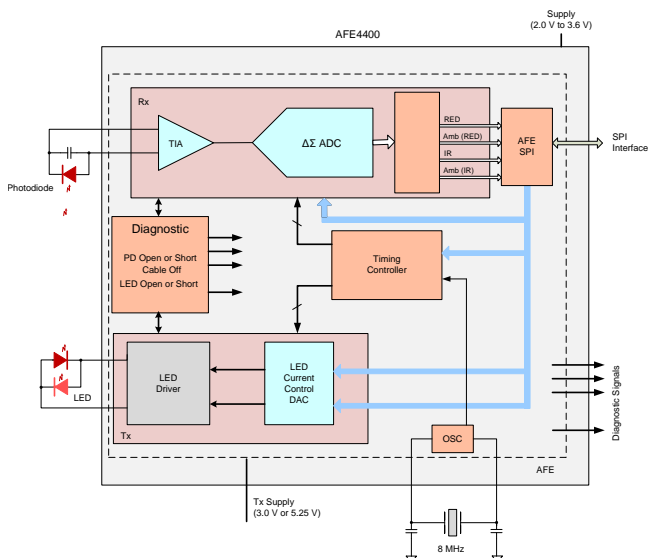 Supply
(2.0 V to 3.6 V)
AFE4400
Rx
TIA
ΔΣ ADC
RED
Amb (RED)
IR
Amb (IR)
AFE
SPI
SPI
Interface
Photodiode
Diagnostic
PD Open or Short
Cable Off
LED Open or Short
Timing
Controller
LED
LED
Driver
LED
Current
Control
DAC
Tx
OSC
AFE
Diagnostic Signals
Tx Supply
(3.0 V or 5.25 V)
8 MHz